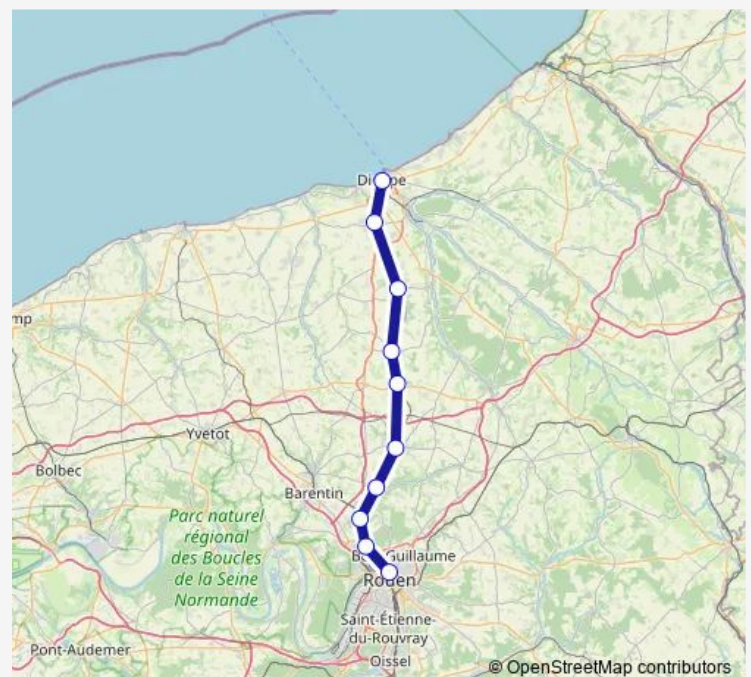 mp
Yvetot
Bolbec
Barentin
Parc naturel
régional
des Boucles
de la Seine
Normande
Guillaume
Rouen
Saint-Étienne-
du-Rouvray
Pont-Audemer
Oissel
© OpenStreetMap contributors